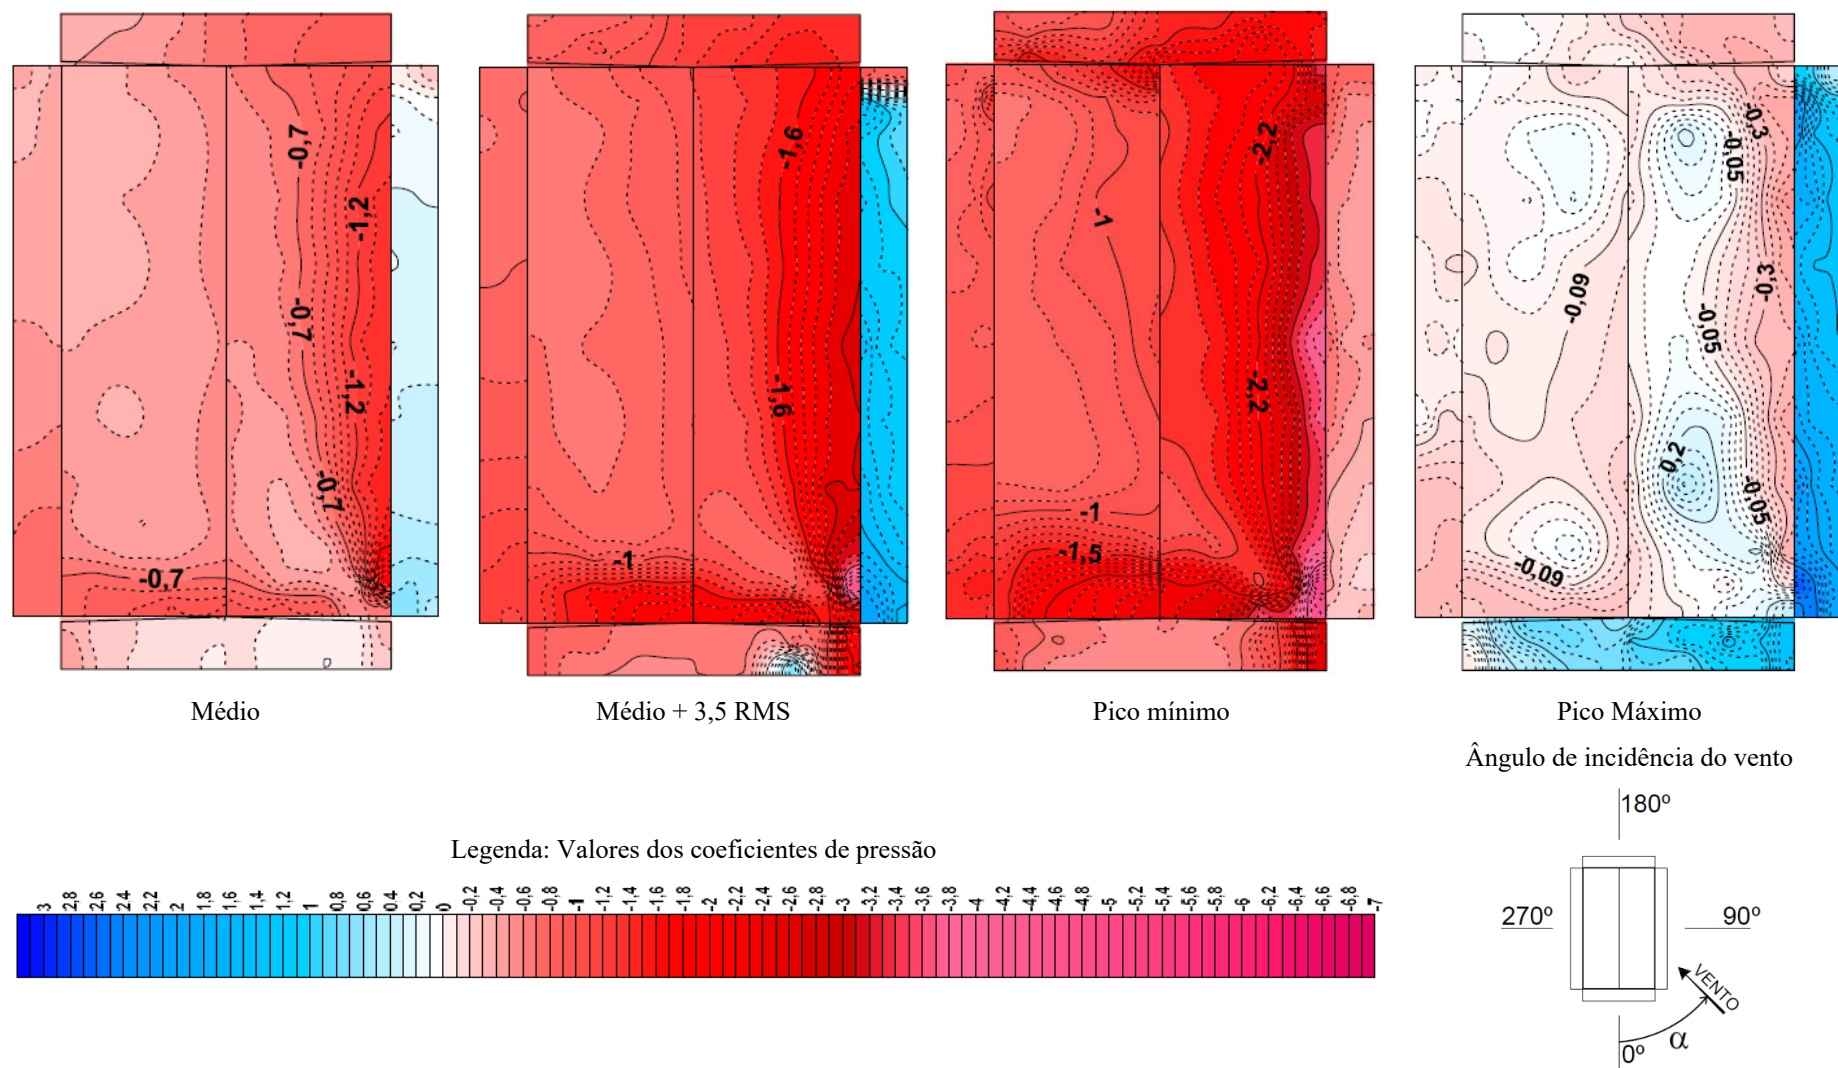 -0,7
-1,2
-0,7
-1,2
-0,7
-0,7
-1,6
-1,6
-1
-2,2
-1
-2,2
-1
-1,5
-0,3
-0,05
-0,3
-0,09
-0,05
0,2
-0,05
-0,09
Médio
Médio + 3,5 RMS
Pico mínimo
Pico Máximo
Ângulo de incidência do vento
180º
Legenda: Valores dos coeficientes de pressão
3 2,8 2,6 2,4 2,2 2 1,8 1,6 1,4 1,2 1 0,8 0,6 0,4 0,2 0 -0,2 -0,4 -0,6 -0,8 -1 -1,2 -1,4 -1,6 -1,8 -2 -2,2 -2,4 -2,6 -2,8 -3 -3,2 -3,4 -3,6 -3,8 -4 -4,2 -4,4 -4,6 -4,8 -5 -5,2 -5,4 -5,6 -5,8 -6 -6,2 -6,4 -6,6 -6,8 -7
270º
90º
VENTO
α
0º